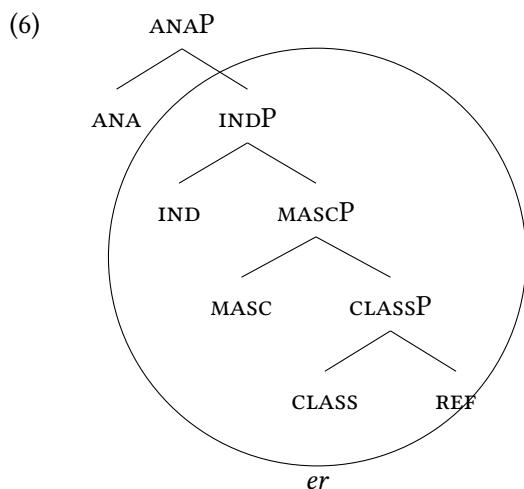 (6)
ANAP
ANA INDP
IND MASCP
MASC CLASSP
CLASS REF
er